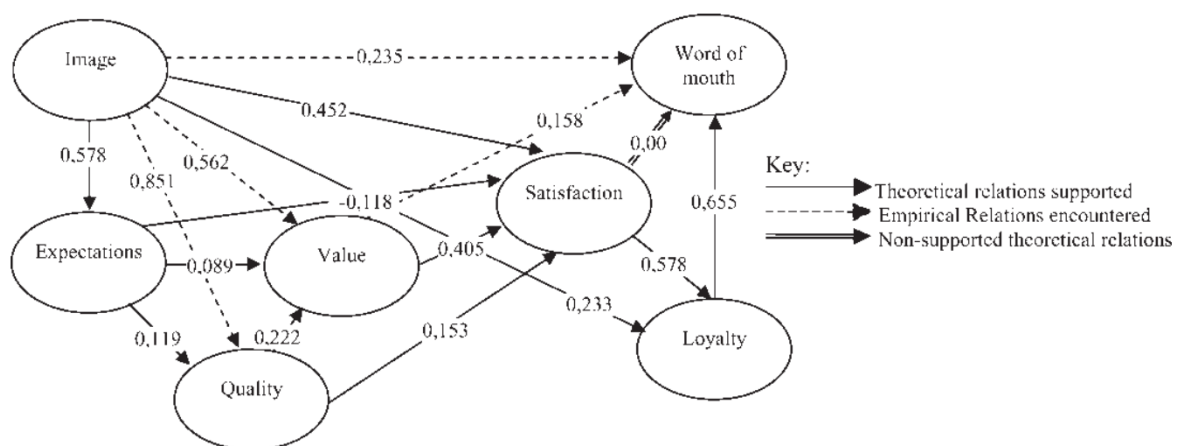 Image
0,235
Word of
mouth
0,452
0,158
0,00
0,578
0,562
0,851
Satisfaction
Key:
Theoretical relations supported
0,655
-0,118
Empirical Relations encountered
Expectations
Value
0,405
Non-supported theoretical relations
0,089
0,578
0,233
0,119
0,222
0,153
Loyalty
Quality